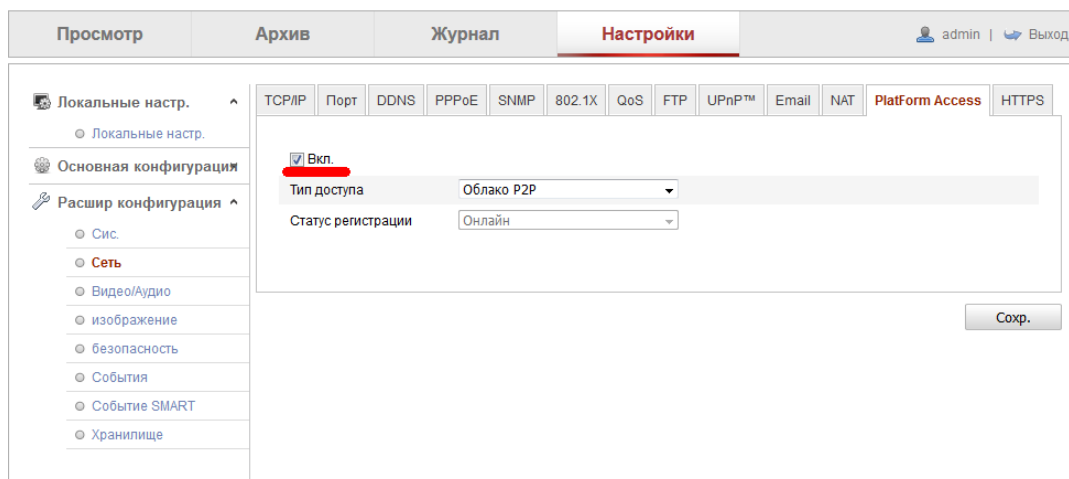 Просмотр Архив Журнал Настройки admin | Выход
Локальные настр.
Локальные настр.
Основная конфигурация
Расшир конфигурация
Сис.
Сеть
Видео/Аудио
изображение
безопасность
События
Событие SMART
Хранилище
TCP/IP Порт DDNS PPPoE SNMP 802.1X QoS FTP UPnP™ Email NAT PlatForm Access HTTPS
Вкл.
Тип доступа Облако P2P
Статус регистрации Онлайн
Сохр.